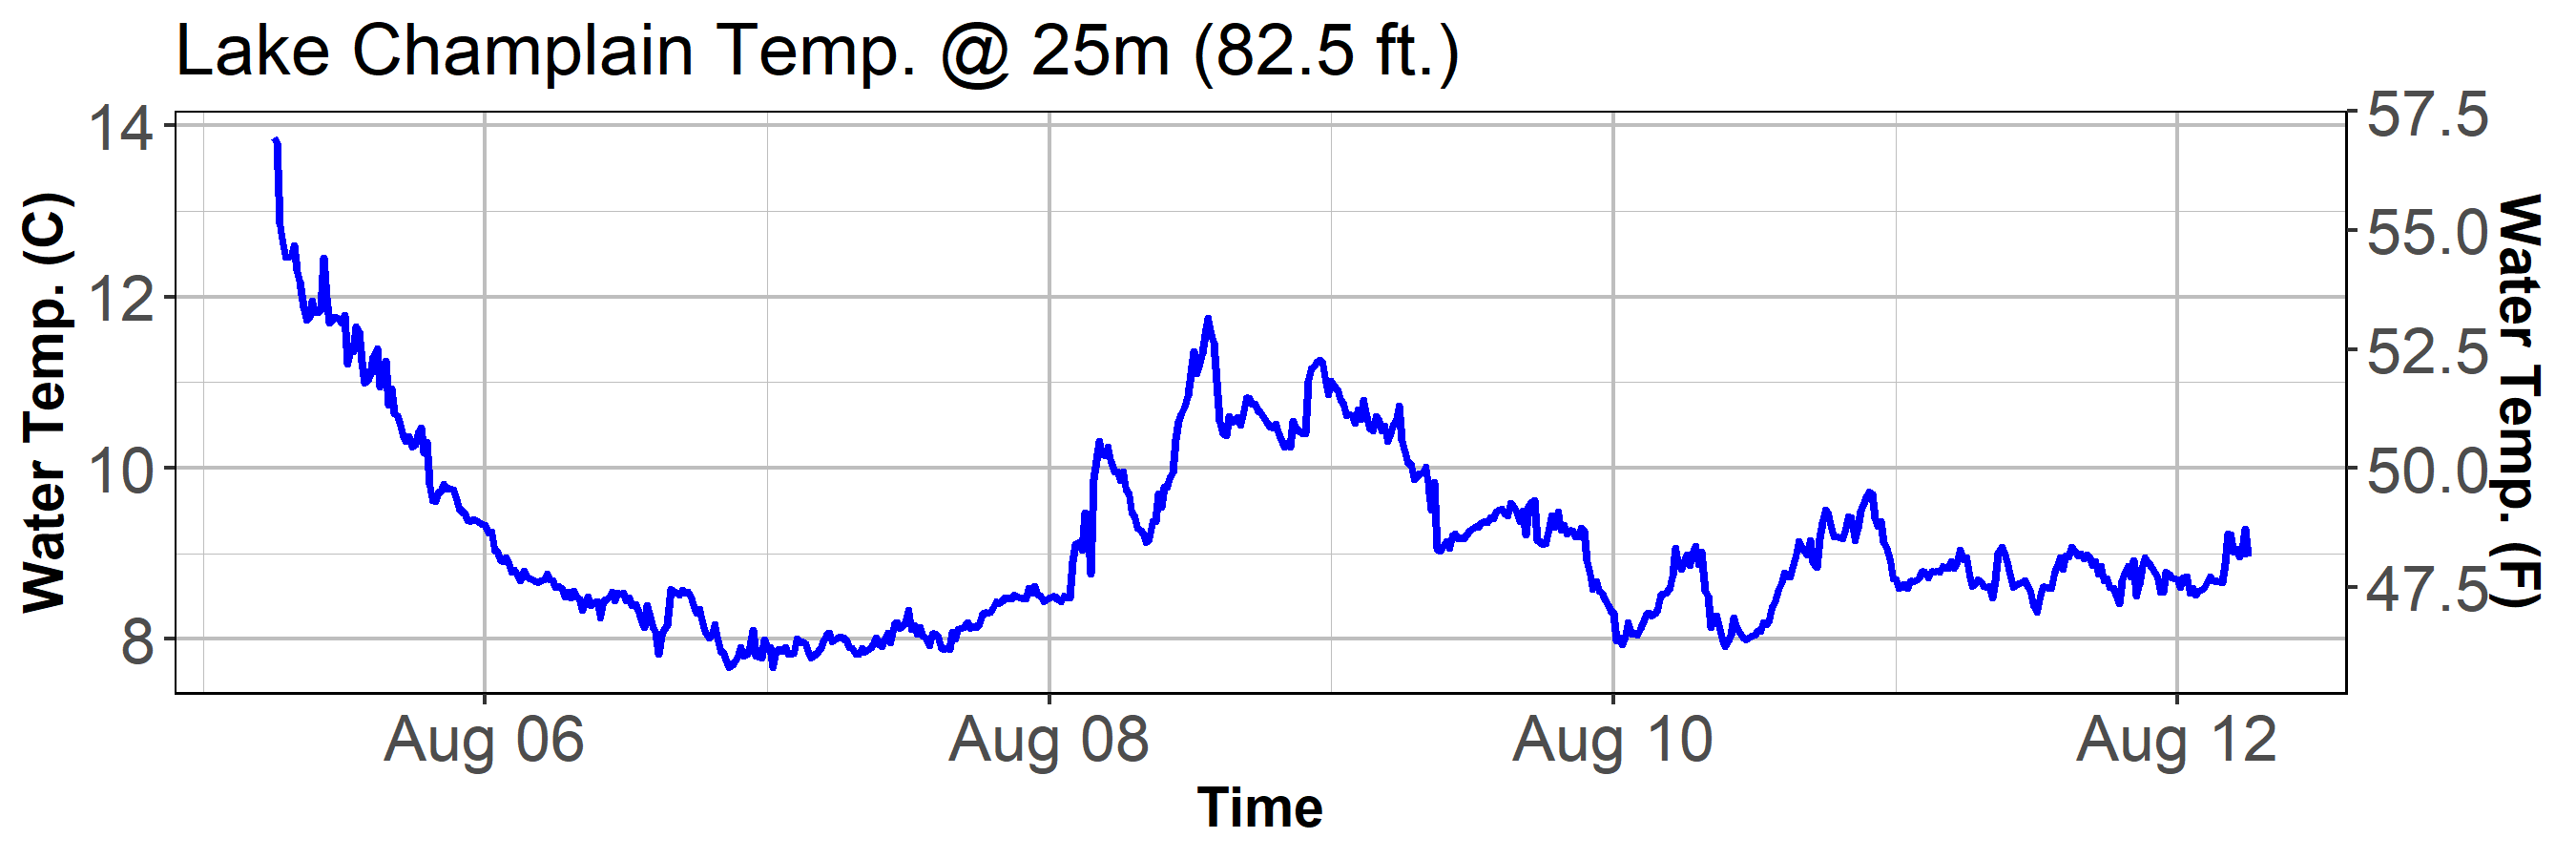 Lake Champlain Temp. @ 25m (82.5 ft.)
Water Temp. (C)
14
12
10
8
57.5
55.0
52.5
50.0
47.5
Water Temp. (F)
Aug 06
Aug 08
Aug 10
Aug 12
Time